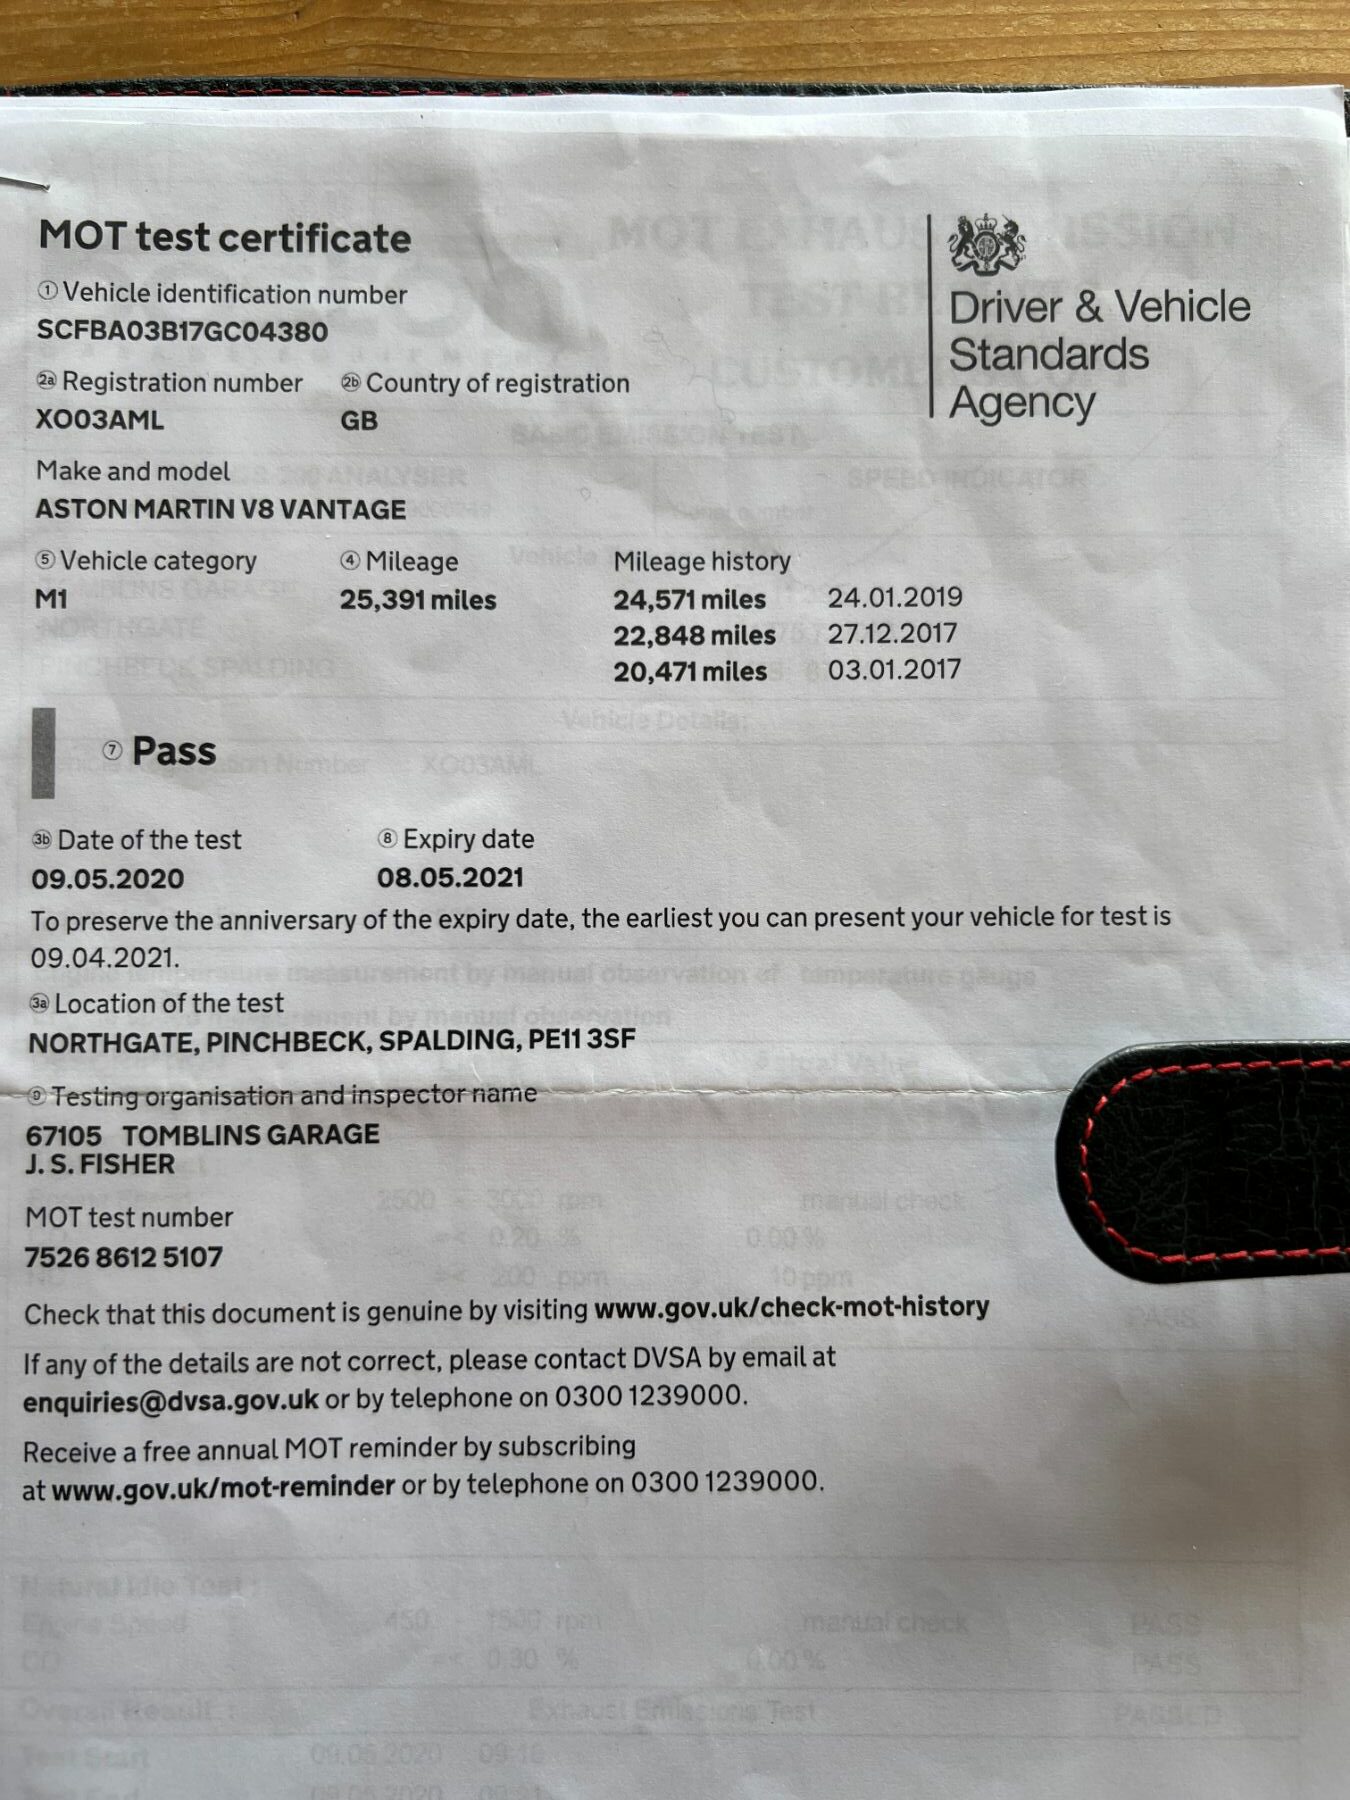 MOT test certificate
① Vehicle identification number
SCFBA03B17GC04380
2a Registration number 2b Country of registration
XO03AML GB
Make and model
ASTON MARTIN V8 VANTAGE
⑤ Vehicle category ④ Mileage Mileage history
M1 25,391 miles 24,571 miles 24.01.2019
22,848 miles 27.12.2017
20,471 miles 03.01.2017
⑦ Pass
3b Date of the test ⑧ Expiry date
09.05.2020 08.05.2021
To preserve the anniversary of the expiry date, the earliest you can present your vehicle for test is
09.04.2021.
3a Location of the test
NORTHGATE, PINCHBECK, SPALDING, PE11 3SF
⑨ Testing organisation and inspector name
67105 TOMBLINS GARAGE
J. S. FISHER
MOT test number
7526 8612 5107
Check that this document is genuine by visiting www.gov.uk/check-mot-history
If any of the details are not correct, please contact DVSA by email at
enquiries@dvsa.gov.uk or by telephone on 0300 1239000.
Receive a free annual MOT reminder by subscribing
at www.gov.uk/mot-reminder or by telephone on 0300 1239000.
Driver & Vehicle
Standards
Agency